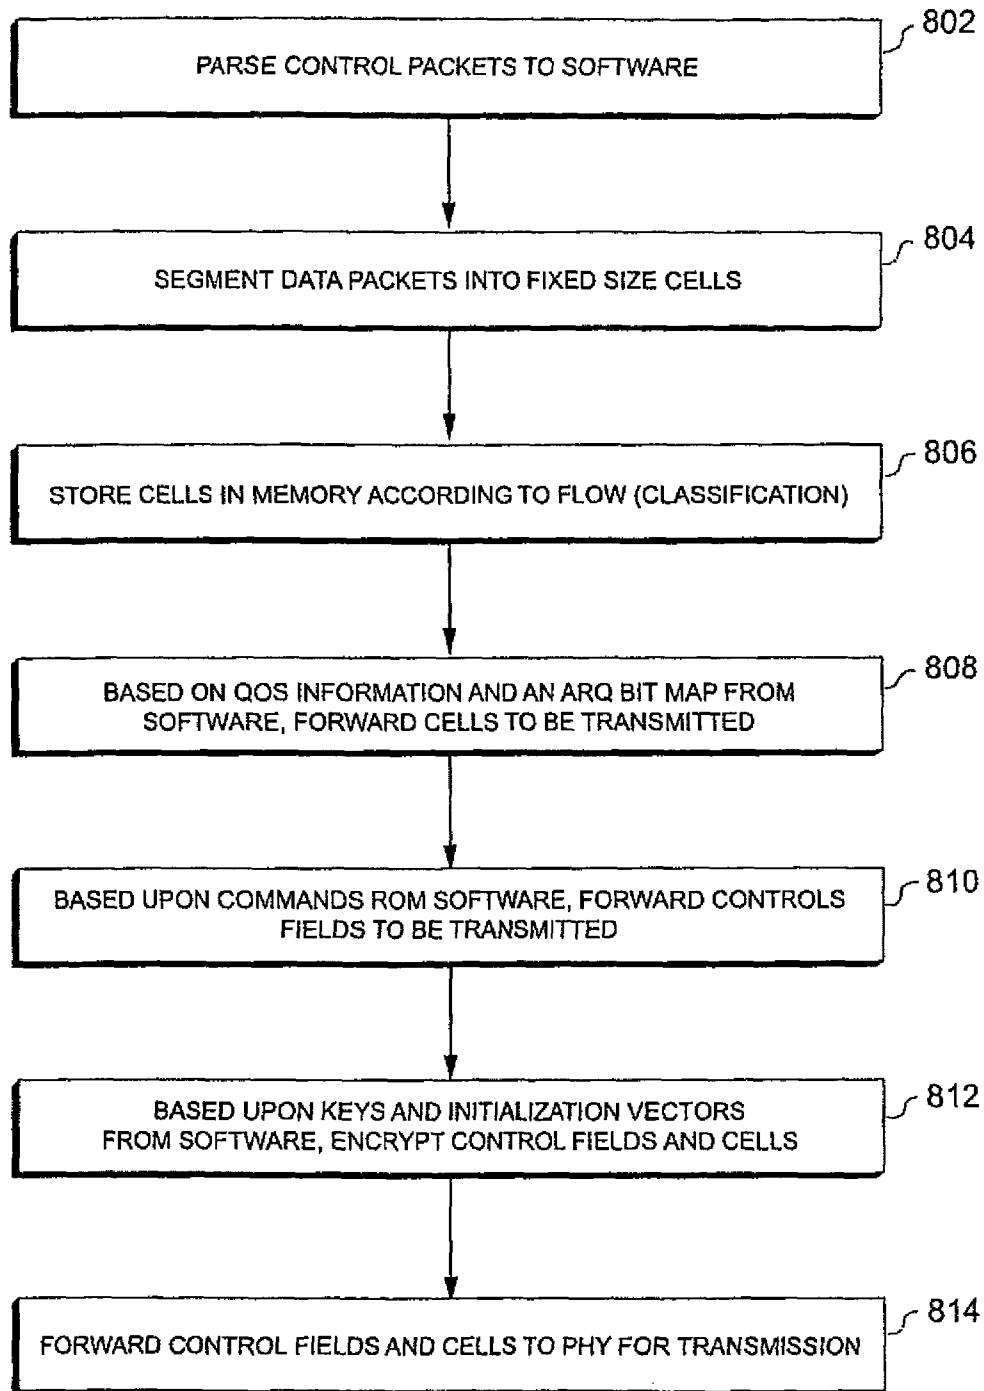 802
PARSE CONTROL PACKETS TO SOFTWARE
804
SEGMENT DATA PACKETS INTO FIXED SIZE CELLS
806
STORE CELLS IN MEMORY ACCORDING TO FLOW (CLASSIFICATION)
808
BASED ON QOS INFORMATION AND AN ARQ BIT MAP FROM
SOFTWARE, FORWARD CELLS TO BE TRANSMITTED
810
BASED UPON COMMANDS ROM SOFTWARE, FORWARD CONTROLS
FIELDS TO BE TRANSMITTED
812
BASED UPON KEYS AND INITIALIZATION VECTORS
FROM SOFTWARE, ENCRYPT CONTROL FIELDS AND CELLS
814
FORWARD CONTROL FIELDS AND CELLS TO PHY FOR TRANSMISSION